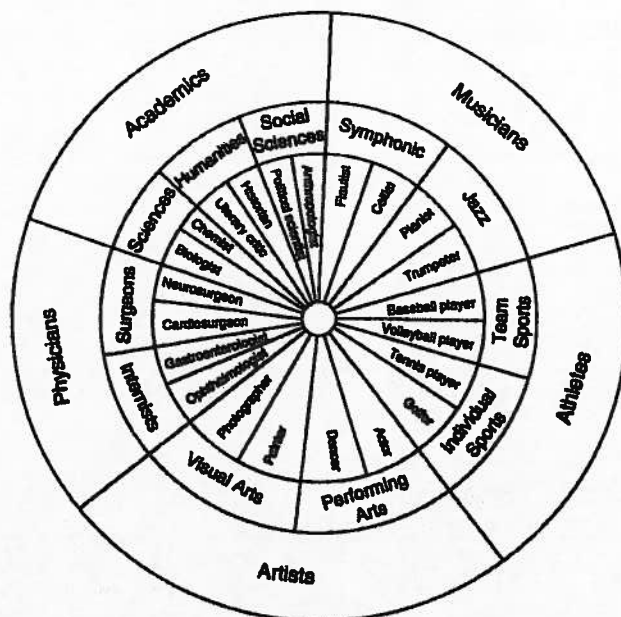 Academics
Musicians
Athletes
Artists
Physicians
Social
Sciences
Symphonic
Jazz
Team
Sports
Individual
Sports
Performing
Arts
Visual Arts
Internists
Surgeons
Sciences
Humanities
Flautist
Cellist
Pianist
Trumpeter
Baseball player
Volleyball player
Tennis player
Golfer
Actor
Dancer
Painter
Photographer
Ophthalmologist
Gastroenterologist
Cardiosurgeon
Neurosurgeon
Biologist
Chemist
Literary critic
Historian
Political scientist
Anthropologist